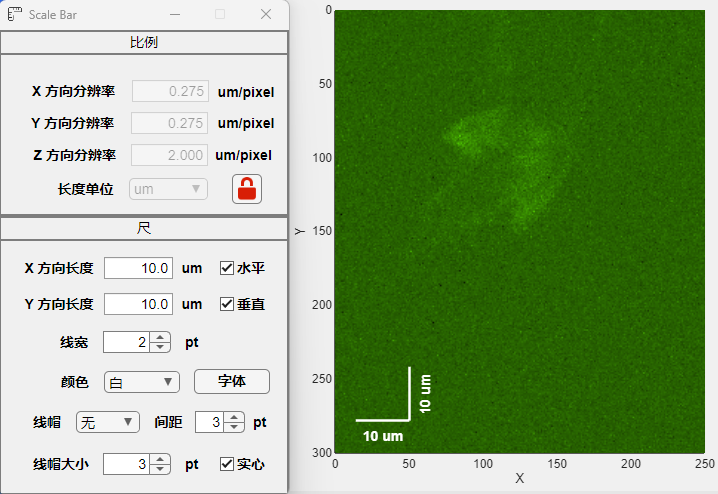 Scale Bar
比例
X 方向分辨率 0.275 um/pixel
Y 方向分辨率 0.275 um/pixel
Z 方向分辨率 2.000 um/pixel
长度单位 um
尺
X 方向长度 10.0 um 水平
Y 方向长度 10.0 um 垂直
线宽 2 pt
颜色 白 字体
线帽 无 间距 3 pt
线帽大小 3 pt 实心
0
50
100
150
200
250
300
Y
10 um
10 um
0 50 100 150 200 250
X